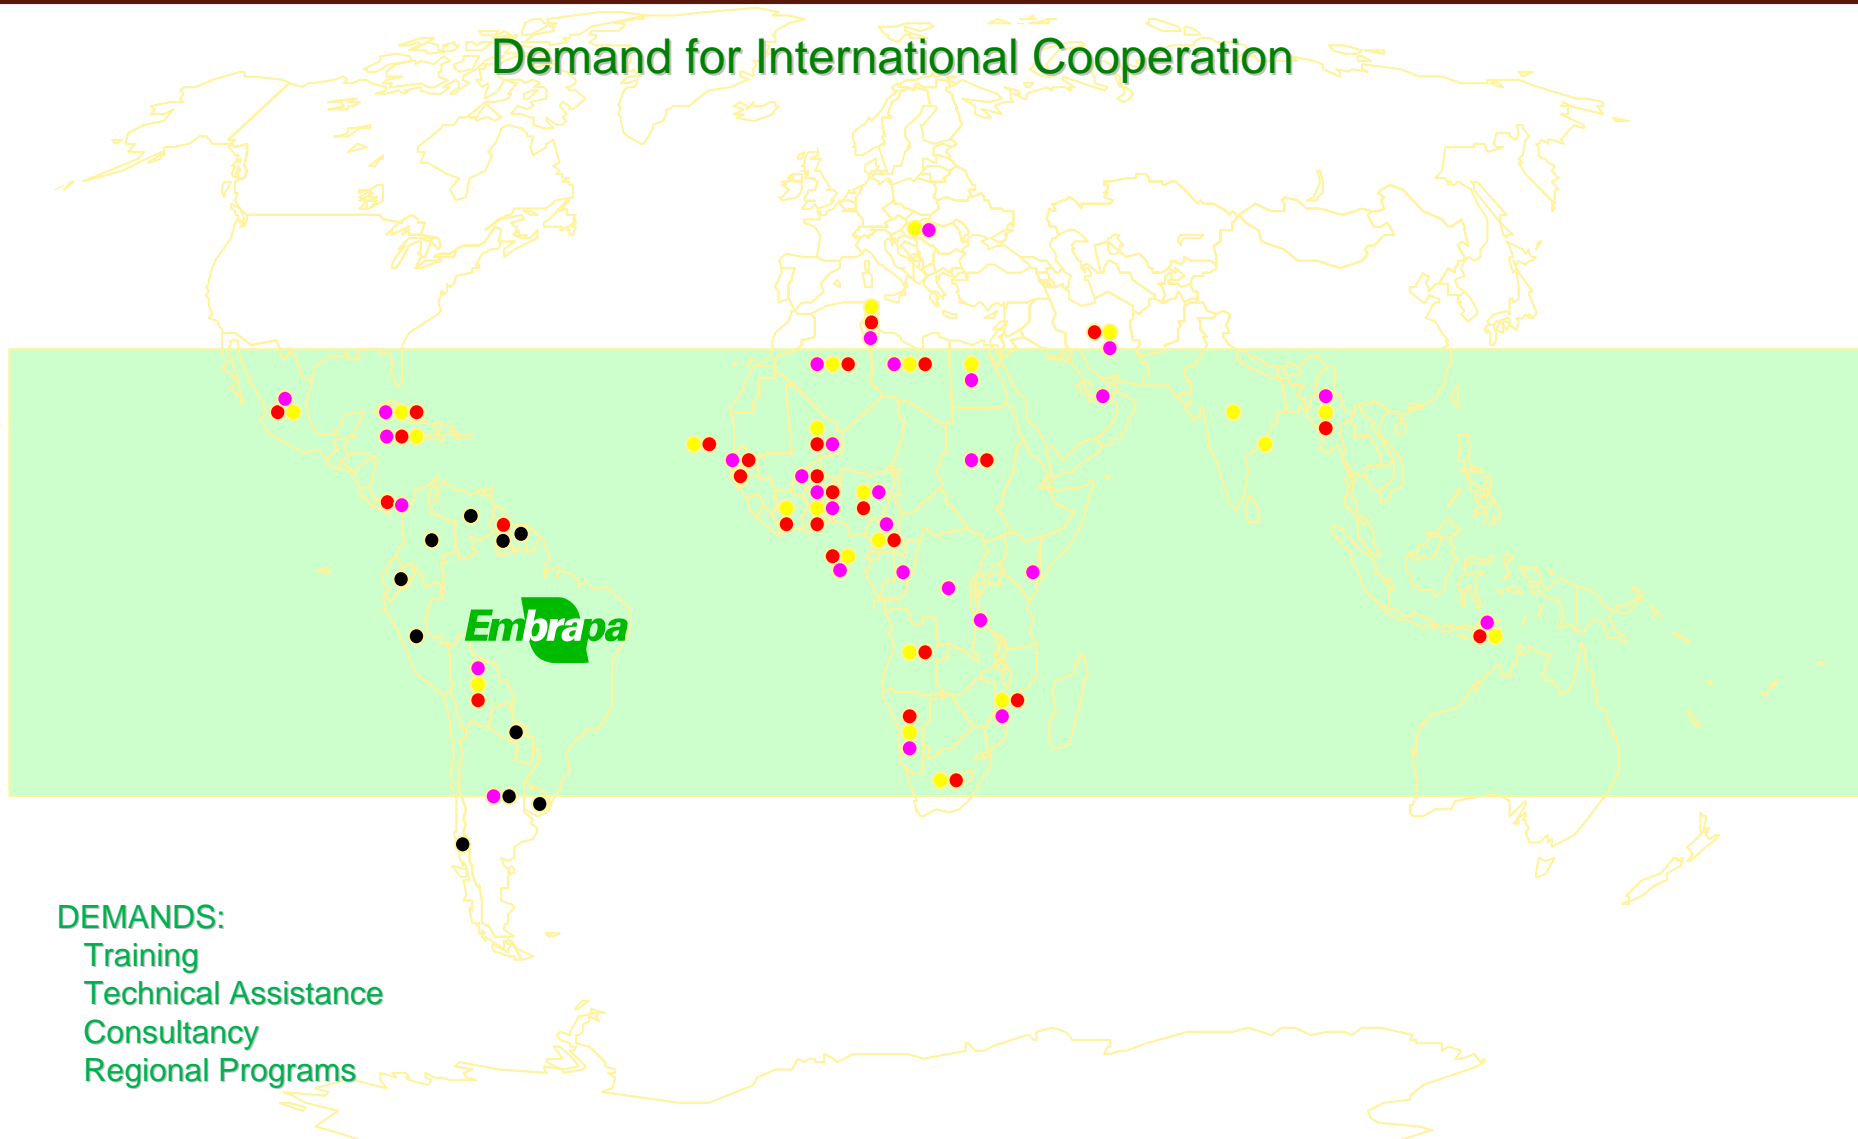 Demand for International Cooperation
Embrapa
DEMANDS:
Training
Technical Assistance
Consultancy
Regional Programs